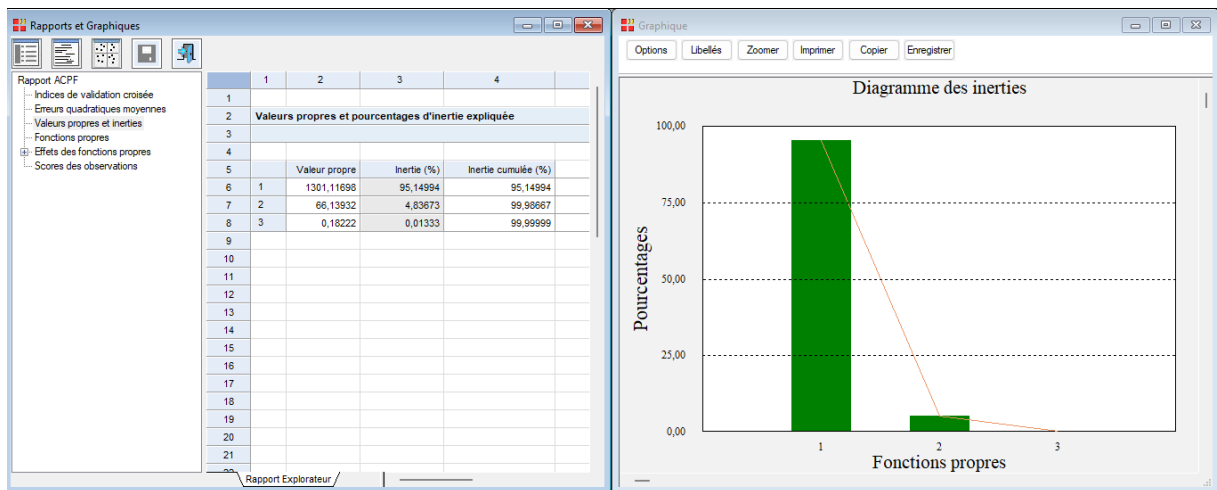 Rapports et Graphiques
Rapport ACPF
Indices de validation croisée
Erreurs quadratiques moyennes
Valeurs propres et inerties
Fonctions propres
Effets des fonctions propres
Scores des observations
1 2 3 4
1
2 Valeurs propres et pourcentages d'inertie expliquée
3
4
5 Valeur propre Inertie (%) Inertie cumulée (%)
6 1 1301,11698 95,14994 95,14994
7 2 66,13932 4,83673 99,98667
8 3 0,18222 0,01333 99,99999
9
10
11
12
13
14
15
16
17
18
19
20
21
Rapport Explorateur
Graphique
Options Libellés Zoomer Imprimer Copier Enregistrer
Diagramme des inerties
100,00
75,00
50,00
25,00
0,00
Pourcentages
1 2 3
Fonctions propres